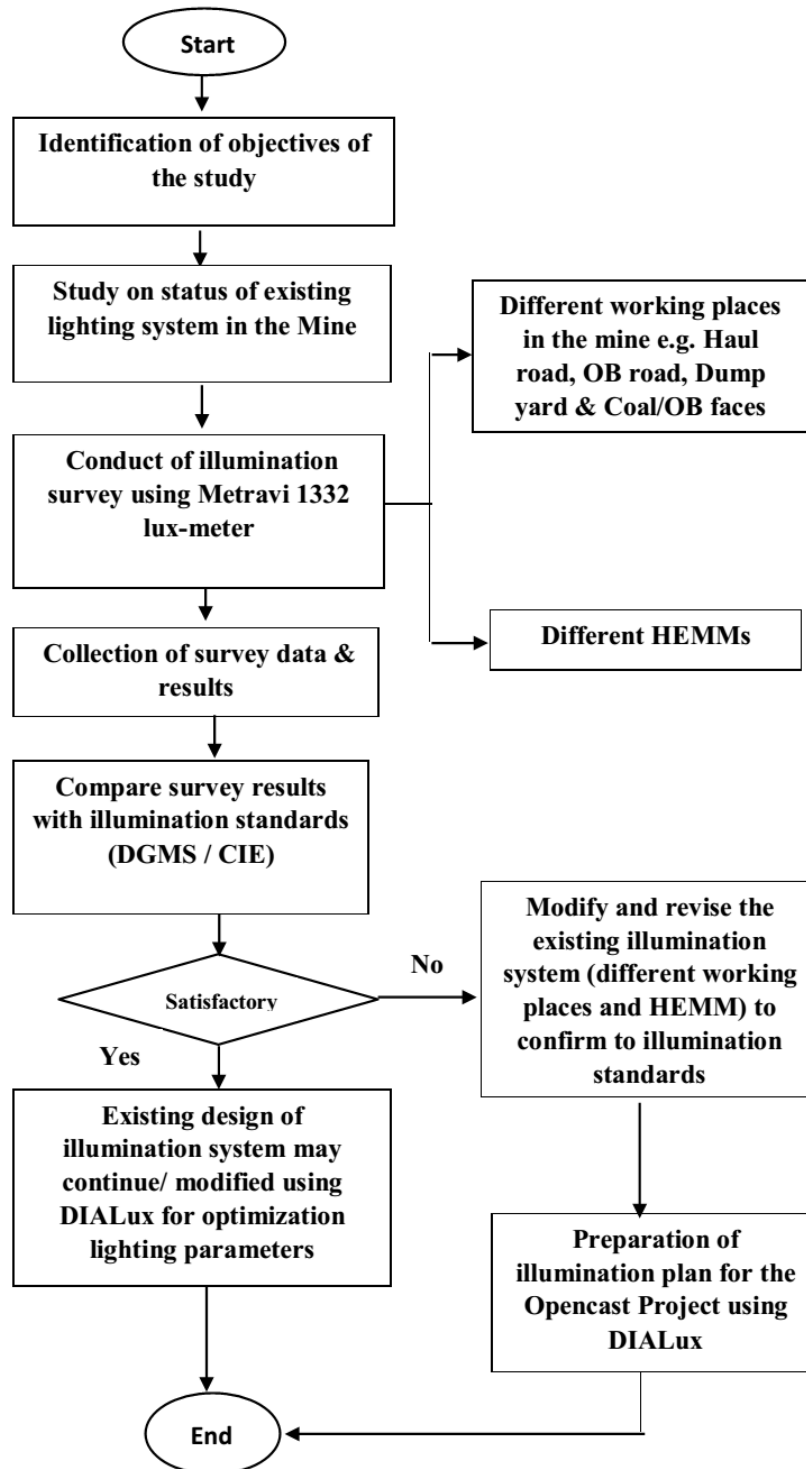 Start
Identification of objectives of
the study
Study on status of existing
lighting system in the Mine
Different working places
in the mine e.g. Haul
road, OB road, Dump
yard & Coal/OB faces
Conduct of illumination
survey using Metravi 1332
lux-meter
Different HEMMs
Collection of survey data &
results
Compare survey results
with illumination standards
(DGMS / CIE)
Satisfactory
No
Yes
Modify and revise the
existing illumination
system (different working
places and HEMM) to
confirm to illumination
standards
Existing design of
illumination system may
continue/ modified using
DIALux for optimization
lighting parameters
Preparation of
illumination plan for the
Opencast Project using
DIALux
End